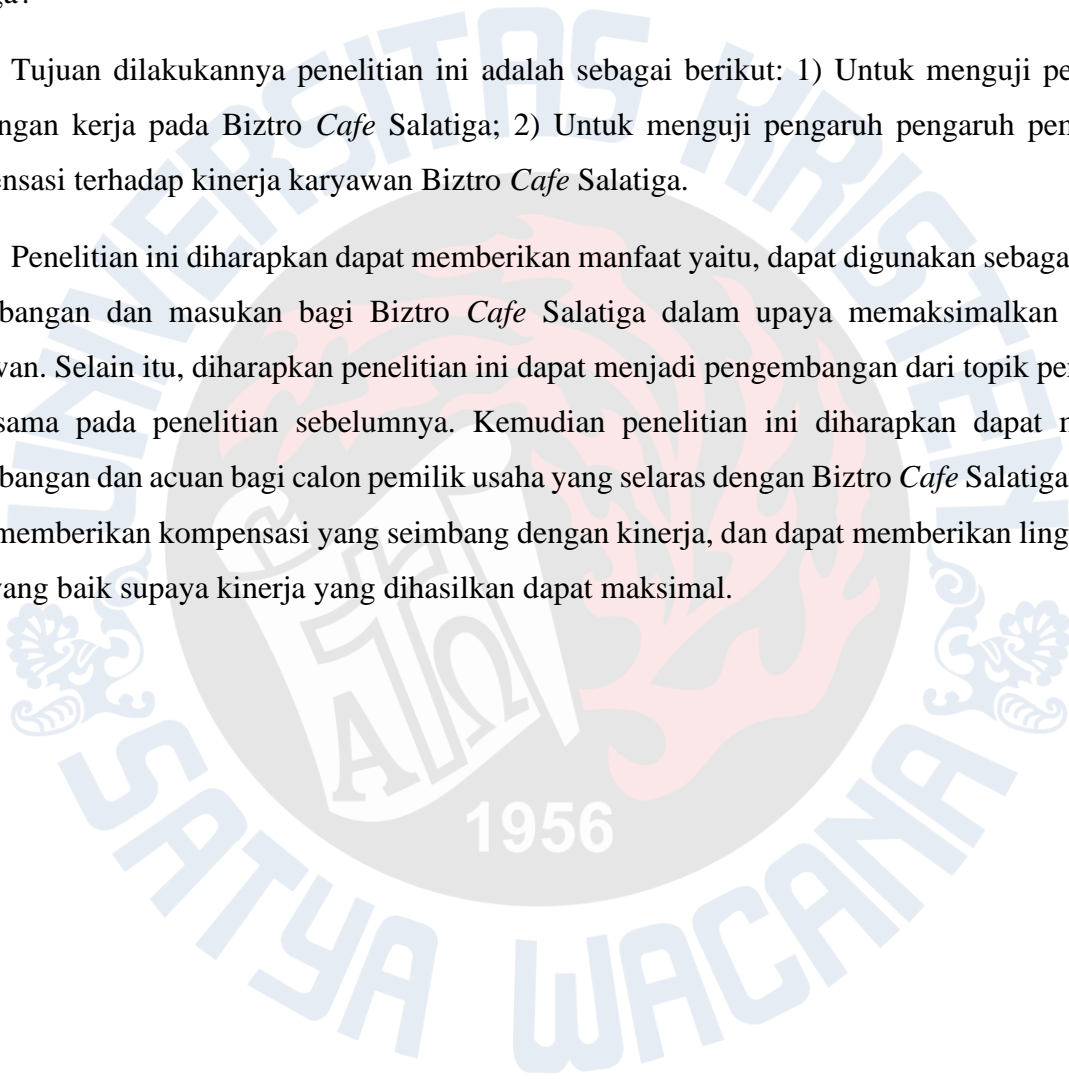 ga?
Tujuan dilakukannya penelitian ini adalah sebagai berikut: 1) Untuk menguji pe
ngan kerja pada Biztro Cafe Salatiga; 2) Untuk menguji pengaruh pengaruh pem
ensasi terhadap kinerja karyawan Biztro Cafe Salatiga.
Penelitian ini diharapkan dapat memberikan manfaat yaitu, dapat digunakan sebaga
bangan dan masukan bagi Biztro Cafe Salatiga dalam upaya memaksimalkan
wan. Selain itu, diharapkan penelitian ini dapat menjadi pengembangan dari topik pe
sama pada penelitian sebelumnya. Kemudian penelitian ini diharapkan dapat m
bangan dan acuan bagi calon pemilik usaha yang selaras dengan Biztro Cafe Salatiga
memberikan kompensasi yang seimbang dengan kinerja, dan dapat memberikan ling
yang baik supaya kinerja yang dihasilkan dapat maksimal.
UNIVERSITAS KRISTEN
SATYA WACANA
1956